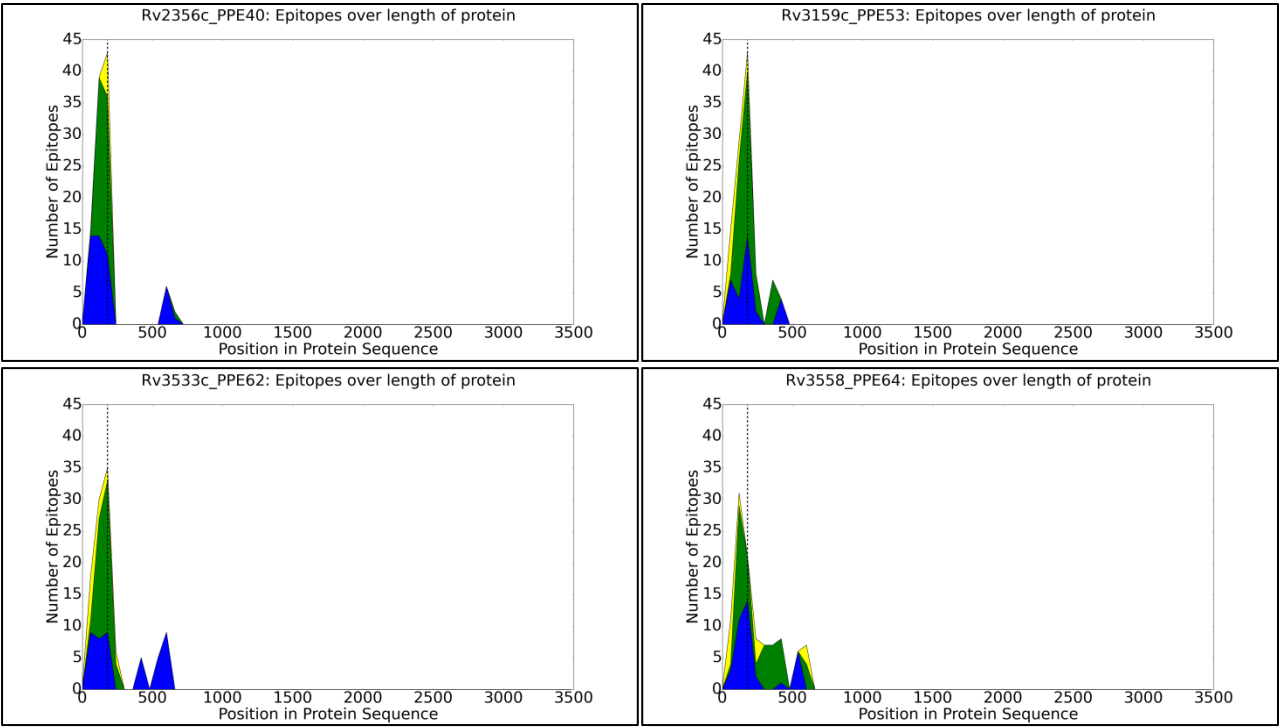 Rv2356c_PPE40: Epitopes over length of protein
Number of Epitopes
45
40
35
30
25
20
15
10
5
0
0 500 1000 1500 2000 2500 3000 3500
Position in Protein Sequence
Rv3159c_PPE53: Epitopes over length of protein
Number of Epitopes
45
40
35
30
25
20
15
10
5
0
0 500 1000 1500 2000 2500 3000 3500
Position in Protein Sequence
Rv3533c_PPE62: Epitopes over length of protein
Number of Epitopes
45
40
35
30
25
20
15
10
5
0
0 500 1000 1500 2000 2500 3000 3500
Position in Protein Sequence
Rv3558_PPE64: Epitopes over length of protein
Number of Epitopes
45
40
35
30
25
20
15
10
5
0
0 500 1000 1500 2000 2500 3000 3500
Position in Protein Sequence